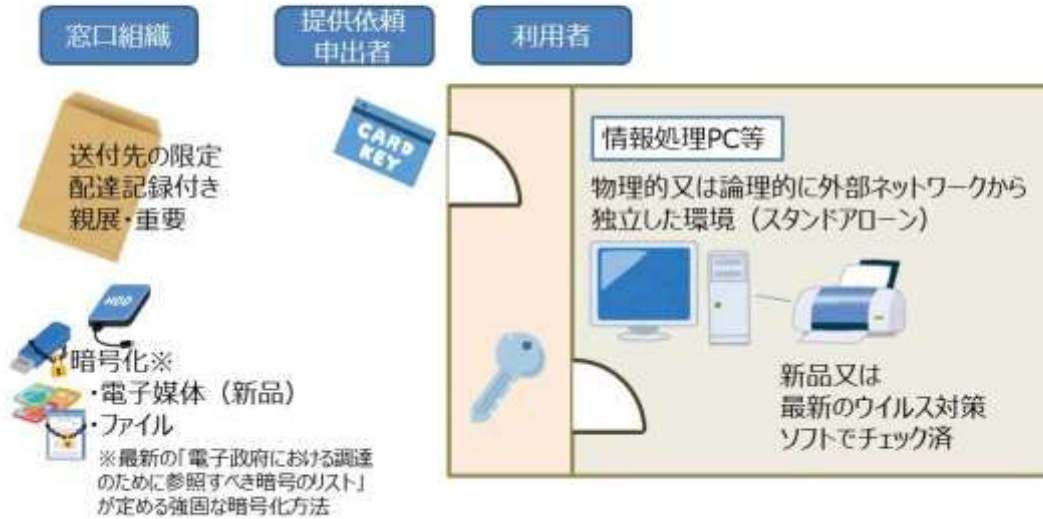 窓口組織
提供依頼
申出者
利用者
送付先の限定
配達記録付き
親展・重要
CARD
KEY
情報処理PC等
物理的又は論理的に外部ネットワークから
独立した環境（スタンドアローン）
HDD
暗号化※
・電子媒体（新品）
・ファイル
※最新の「電子政府における調達
のために参照すべき暗号のリスト」
が定める強固な暗号化方法
新品又は
最新のウイルス対策
ソフトでチェック済